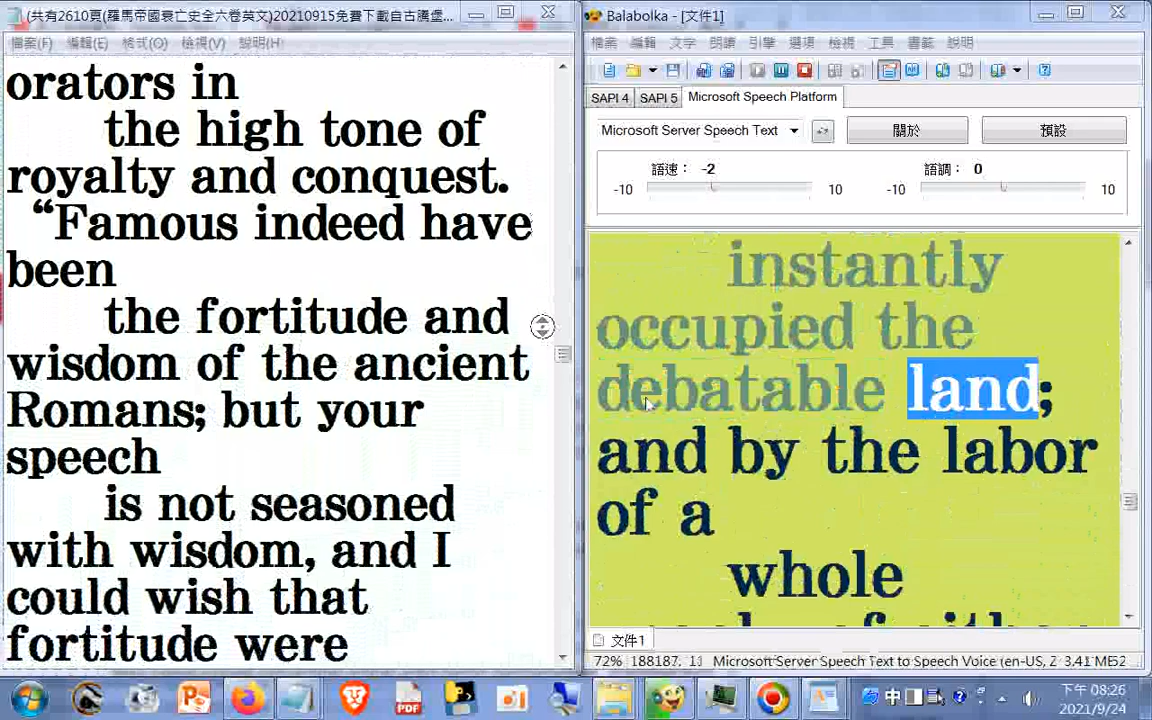 (共有2610頁(羅馬帝國衰亡史全六卷英文)20210915免費下載自古騰堡...
檔案(F) 編輯(E) 格式(O) 檢視(V) 說明(H)
orators in
the high tone of
royalty and conquest.
“Famous indeed have
been
the fortitude and
wisdom of the ancient
Romans; but your
speech
is not seasoned
with wisdom, and I
could wish that
fortitude were
Balabolka - [文件1]
檔案 編輯 文字 朗讀 引擎 選項 檢視 工具 書籤 說明
SAPI 4 SAPI 5 Microsoft Speech Platform
Microsoft Server Speech Text 關於 預設
語速： -2 語調： 0
-10 10 -10 10
instantly
occupied the
debatable land;
and by the labor
of a
whole
文件1
72% 188187, 11 Microsoft Server Speech Text to Speech Voice (en-US, Z 3.41 ME52
中
下午 08:26
2021/9/24